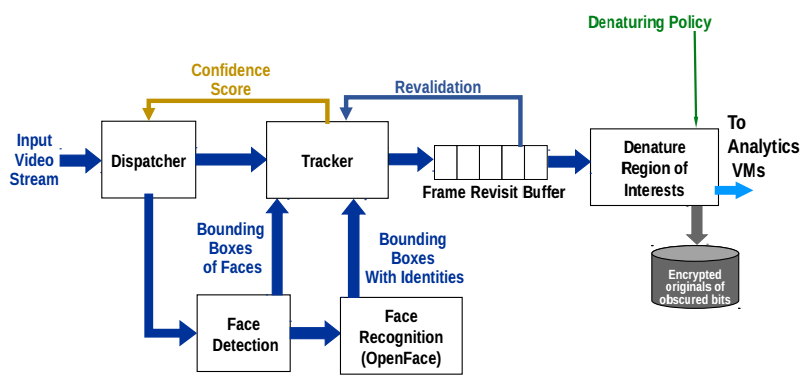 Denaturing Policy
Confidence
Score
Revalidation
Input
Video
Stream
Dispatcher
Tracker
Frame Revisit Buffer
Denature
Region of
Interests
To
Analytics
VMs
Bounding
Boxes
of Faces
Bounding
Boxes
With Identities
Encrypted
originals of
obscured bits
Face
Detection
Face
Recognition
(OpenFace)